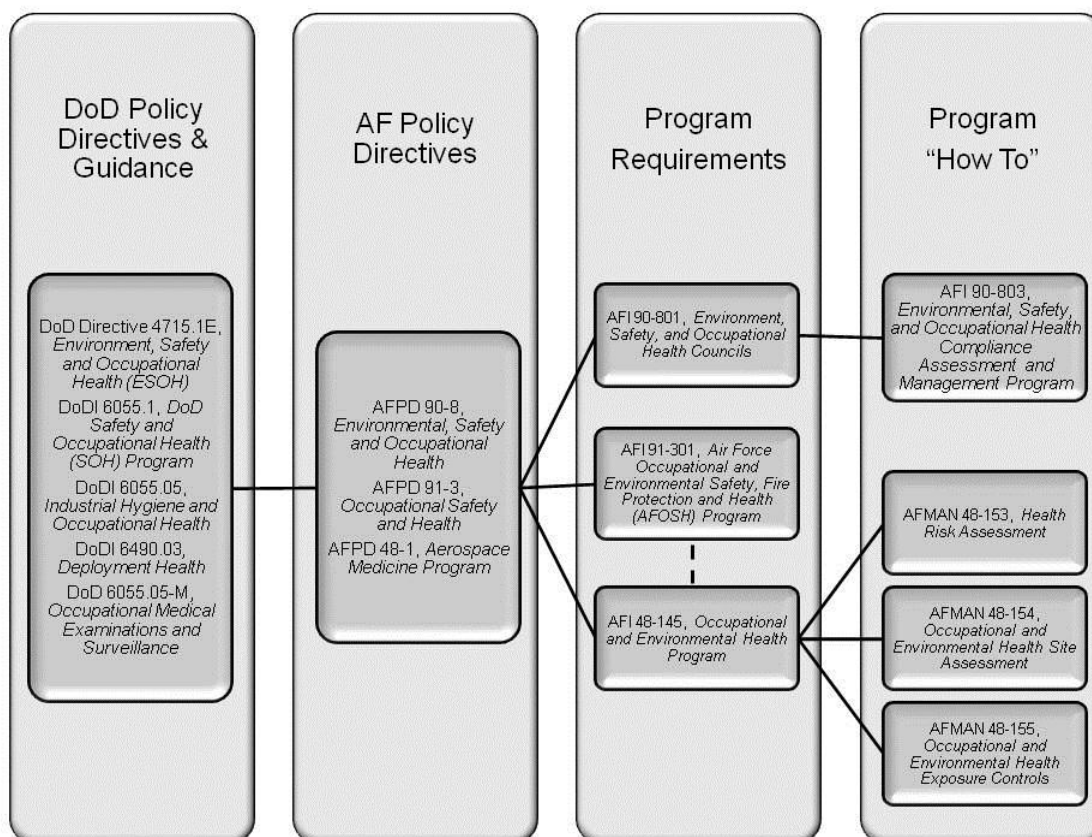 DoD Policy
Directives &
Guidance
DoD Directive 4715.1E,
Environment, Safety
and Occupational
Health (ESOH)
DoDI 6055.1, DoD
Safety and
Occupational Health
(SOH) Program
DoDI 6055.05,
Industrial Hygiene and
Occupational Health
DoDI 6490.03,
Deployment Health
DoD 6055.05-M,
Occupational Medical
Examinations and
Surveillance
AF Policy
Directives
AFPD 90-8,
Environmental, Safety
and Occupational
Health
AFPD 91-3,
Occupational Safety
and Health
AFPD 48-1, Aerospace
Medicine Program
Program
Requirements
AFI 90-801, Environment,
Safety, and Occupational
Health Councils
AFI 91-301, Air Force
Occupational and
Environmental Safety, Fire
Protection and Health
(AFOSH) Program
AFI 48-145, Occupational
and Environmental Health
Program
Program
“How To”
AFI 90-803,
Environmental, Safety,
and Occupational Health
Compliance
Assessment and
Management Program
AFMAN 48-153, Health
Risk Assessment
AFMAN 48-154,
Occupational and
Environmental Health Site
Assessment
AFMAN 48-155,
Occupational and
Environmental Health
Exposure Controls